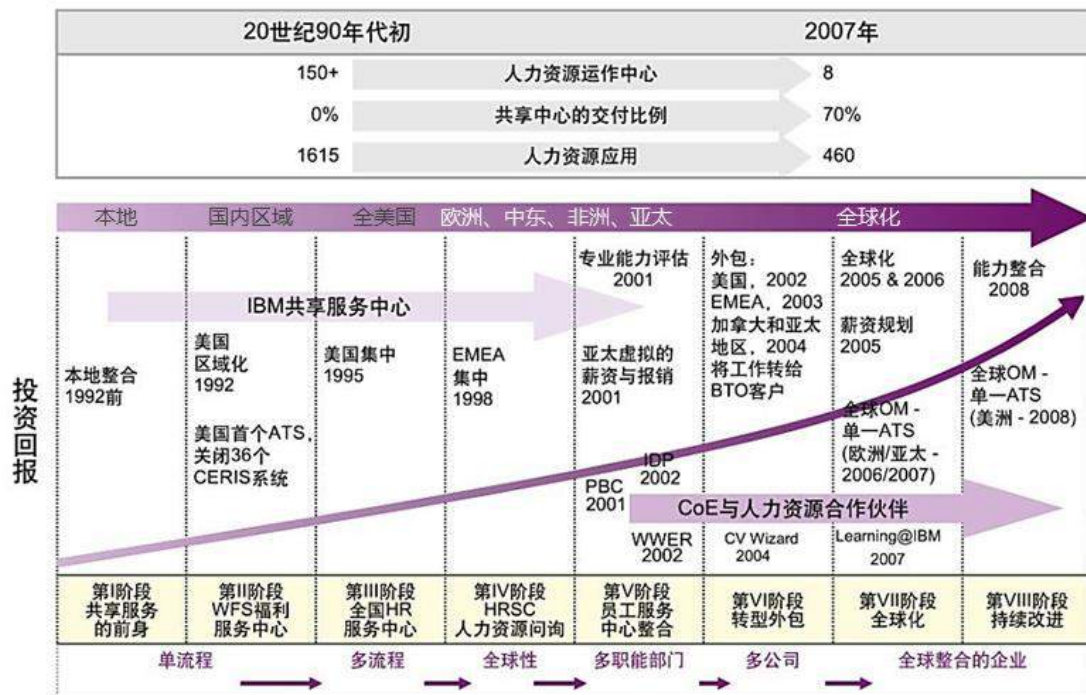 20世纪90年代初
2007年
150+
人力资源运作中心
8
0%
共享中心的交付比例
70%
1615
人力资源应用
460
本地
国内区域
全美国
欧洲、中东、非洲、亚太
全球化
投资回报
IBM共享服务中心
本地整合
1992前
美国
区域化
1992
美国首个ATS，
关闭36个
CERIS系统
美国集中
1995
EMEA
集中
1998
专业能力评估
2001
亚太虚拟的
薪资与报销
2001
PBC
2001
IDP
2002
WWER
2002
外包：
美国，2002
EMEA，2003
加拿大和亚太
地区，2004
将工作转给
BTO客户
CV Wizard
2004
全球化
2005 & 2006
薪资规划
2005
全球OM -
单一ATS
(欧洲/亚太 -
2006/2007)
Learning@IBM
2007
能力整合
2008
全球OM -
单一ATS
(美洲 - 2008)
CoE与人力资源合作伙伴
第I阶段
共享服务
的前身
第II阶段
WFS福利
服务中心
第III阶段
全国HR
服务中心
第IV阶段
HRSC
人力资源问询
第V阶段
员工服务
中心整合
第VI阶段
转型外包
第VII阶段
全球化
第VIII阶段
持续改进
单流程
多流程
全球性
多职能部门
多公司
全球整合的企业